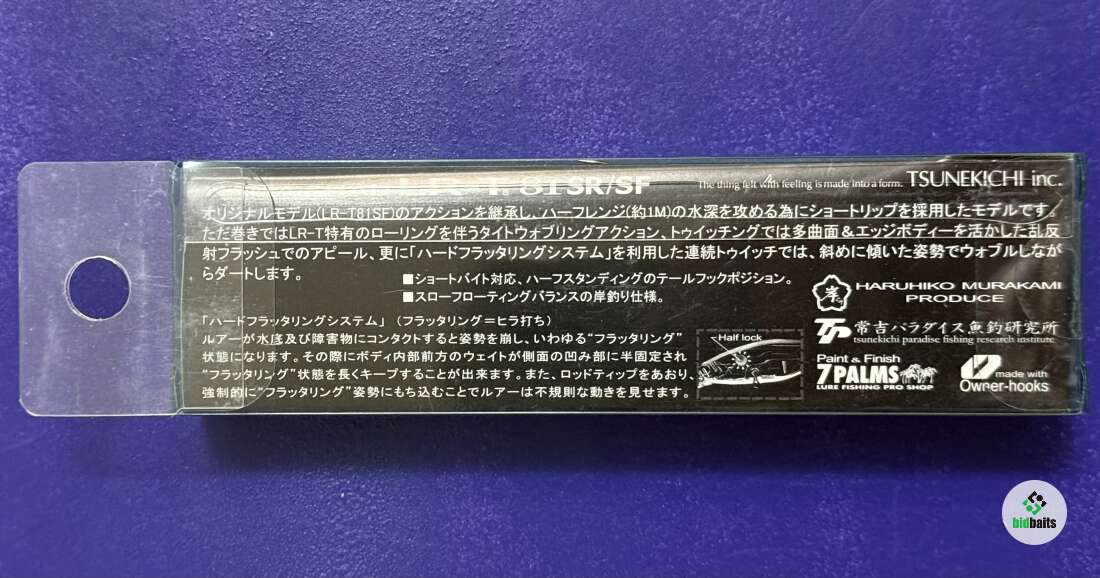 81SR/SF
The thing felt with feeling is made into a form. TSUNEKICHI inc.
オリジナルモデル(LR-T81SF)のアクションを継承し、ハーフレンジ(約1M)の水深を攻める為にショートリップを採用したモデルです。
ただ巻きではLR-T特有のローリングを伴うタイトウォブリングアクション、トゥイッチングでは多曲面＆エッジボディーを活かした乱反
射フラッシュでのアピール、更に「ハードフラッタリングシステム」を利用した連続トゥイッチでは、斜めに傾いた姿勢でウォブルしなが
らダートします。
■ショートバイト対応、ハーフスタンディングのテールフックポジション。
■スローフローティングバランスの岸釣り仕様。
「ハードフラッタリングシステム」（フラッタリング＝ヒラ打ち）
ルアーが水底及び障害物にコンタクトすると姿勢を崩し、いわゆる“フラッタリング”
状態になります。その際にボディ内部前方のウェイトが側面の凹み部に半固定され
“フラッタリング”状態を長くキープすることが出来ます。また、ロッドティップをあおり、
強制的に“フラッタリング”姿勢にもち込むことでルアーは不規則な動きを見せます。
Half lock
HARUHIKO MURAKAMI
PRODUCE
常吉パラダイス魚釣研究所
tsunekichi paradise fishing research institute
Paint & Finish
7PALMS
LURE FISHING PRO SHOP
made with
Owner-hooks
bidbaits